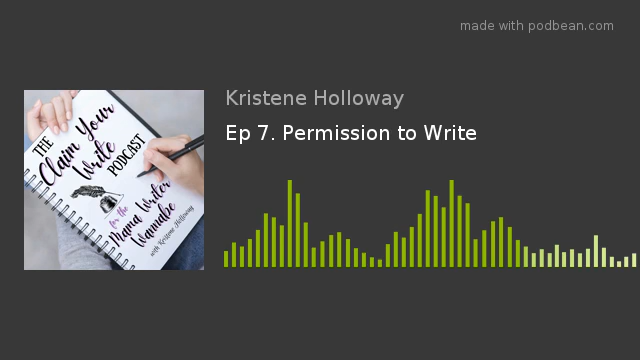 made with podbean.com
Kristene Holloway
Ep 7. Permission to Write
THE
Claim Your
Write
PODCAST
for the
Mama Writer
Wannabe
with Kristene Holloway